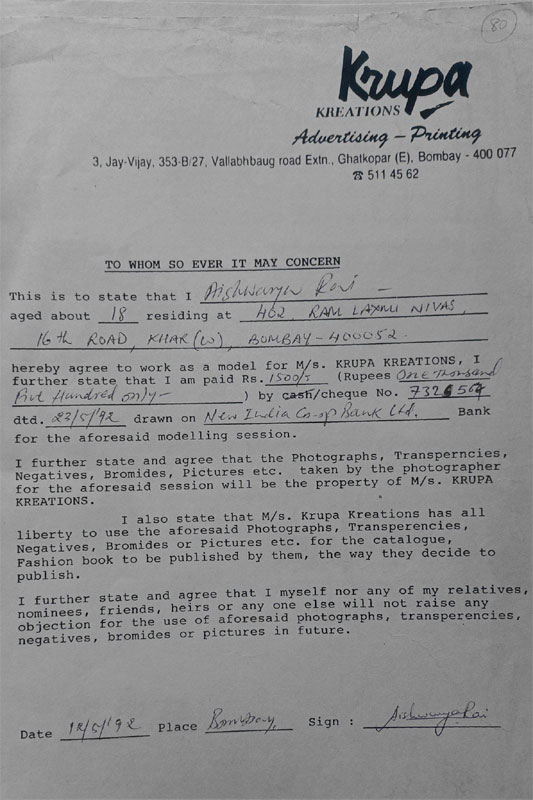 80
Krupa
KREATIONS
Advertising – Printing
3, Jay-Vijay, 353-B/27, Vallabhbaug road Extn., Ghatkopar (E), Bombay - 400 077
☎ 511 45 62
TO WHOM SO EVER IT MAY CONCERN
This is to state that I Aishwarya Rai –
aged about 18 residing at 402, RAM LAXMI NIVAS,
16th ROAD, KHAR (W), BOMBAY-400052.
hereby agree to work as a model for M/s. KRUPA KREATIONS, I
further state that I am paid Rs. 1500/- (Rupees One Thousand
Five Hundred only- ) by cash/cheque No.
dtd. 23/5/92 drawn on New India Co-op Bank Ltd. Bank
for the aforesaid modelling session.
I further state and agree that the Photographs, Transperncies,
Negatives, Bromides, Pictures etc. taken by the photographer
for the aforesaid session will be the property of M/s. KRUPA
KREATIONS.
I also state that M/s. Krupa Kreations has all
liberty to use the aforesaid Photographs, Transperencies,
Negatives, Bromides or Pictures etc. for the catalogue,
Fashion book to be published by them, the way they decide to
publish.
I further state and agree that I myself nor any of my relatives,
nominees, friends, heirs or any one else will not raise any
objection for the use of aforesaid photographs, transperencies,
negatives, bromides or pictures in future.
Date Place Bombay, Sign : Aishwarya Rai